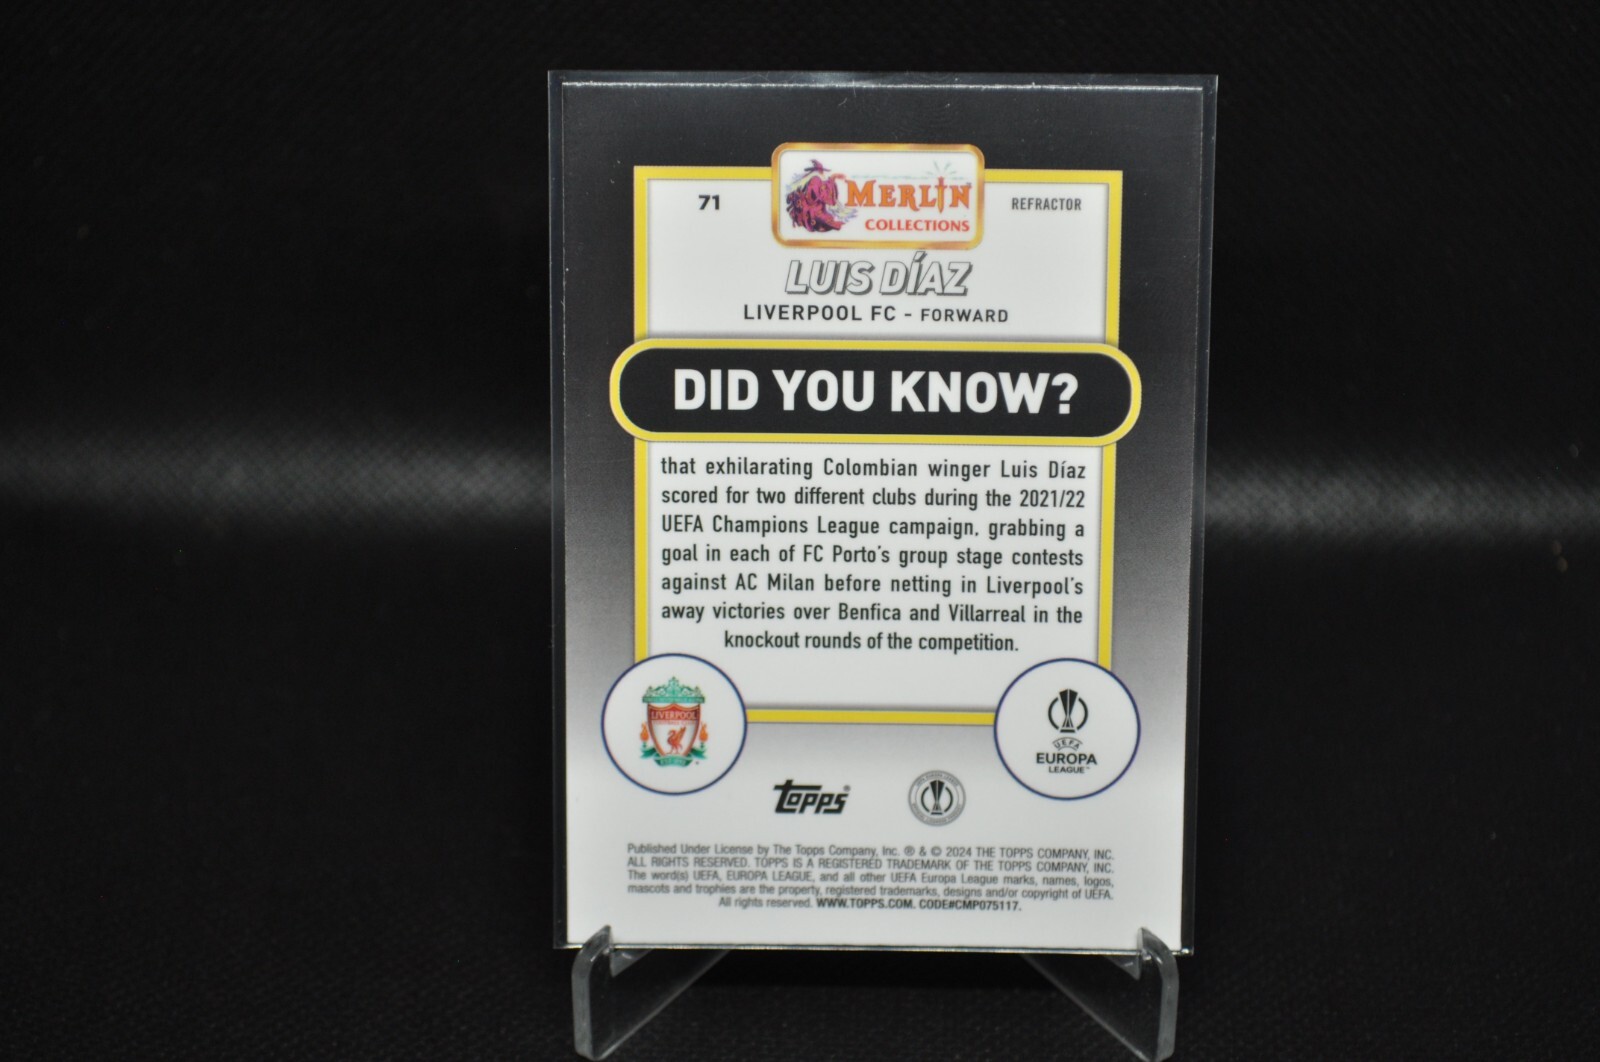 71
MERLIN
COLLECTIONS
REFRACTOR
LUIS DÍAZ
LIVERPOOL FC - FORWARD
DID YOU KNOW?
that exhilarating Colombian winger Luis Díaz
scored for two different clubs during the 2021/22
UEFA Champions League campaign, grabbing a
goal in each of FC Porto's group stage contests
against AC Milan before netting in Liverpool's
away victories over Benfica and Villarreal in the
knockout rounds of the competition.
LIVERPOOL
UEFA
EUROPA
LEAGUE™
topps®
Published Under License by The Topps Company, Inc. ® & © 2024 THE TOPPS COMPANY, INC.
ALL RIGHTS RESERVED. TOPPS IS A REGISTERED TRADEMARK OF THE TOPPS COMPANY, INC.
The word(s) UEFA, EUROPA LEAGUE, and all other UEFA Europa League marks, names, logos,
mascots and trophies are the property, registered trademarks, designs and/or copyright of UEFA.
All rights reserved. WWW.TOPPS.COM. CODE#CMP075117.